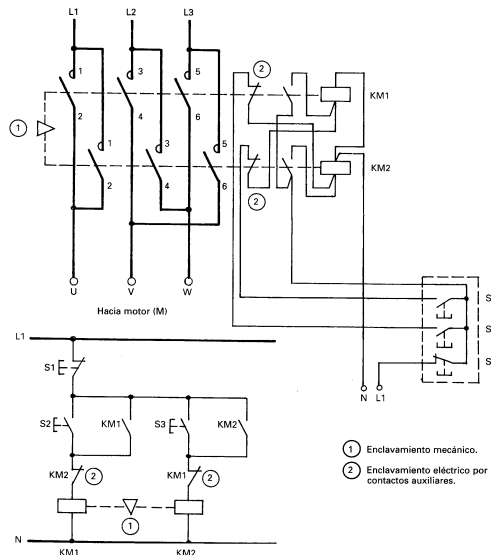 L1 L2 L3
1 3 5
2
KM1
2 4 6
1
1 3 5
KM2
2 4 6
2
U V W
Hacia motor (M)
S
S
S
N L1
L1
S1
S2 KM1 S3 KM2
KM2 2 KM1 2
1
N
KM1 KM2
1 Enclavamiento mecánico.
2 Enclavamiento eléctrico por
contactos auxiliares.